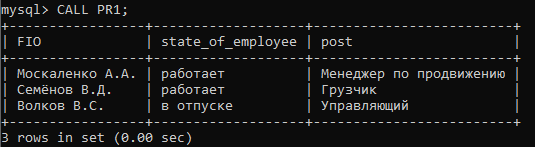 mysql> CALL PR1;
+----------------+-------------------+------------------------+
| FIO            | state_of_employee | post                   |
+----------------+-------------------+------------------------+
| Москаленко А.А. | работает          | Менеджер по продвижению |
| Семёнов В.Д.   | работает          | Грузчик                |
| Волков В.С.    | в отпуске         | Управляющий            |
+----------------+-------------------+------------------------+
3 rows in set (0.00 sec)